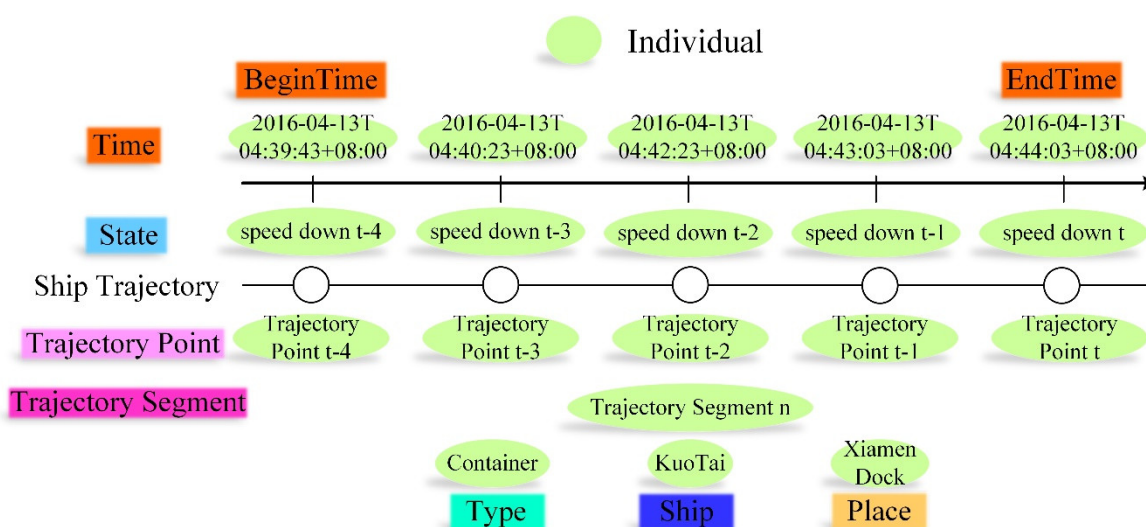 Individual
BeginTime
EndTime
Time
2016-04-13T
04:39:43+08:00
2016-04-13T
04:40:23+08:00
2016-04-13T
04:42:23+08:00
2016-04-13T
04:43:03+08:00
2016-04-13T
04:44:03+08:00
State
speed down t-4
speed down t-3
speed down t-2
speed down t-1
speed down t
Ship Trajectory
Trajectory Point
Trajectory
Point t-4
Trajectory
Point t-3
Trajectory
Point t-2
Trajectory
Point t-1
Trajectory
Point t
Trajectory Segment
Trajectory Segment n
Container
KuoTai
Xiamen
Dock
Type
Ship
Place